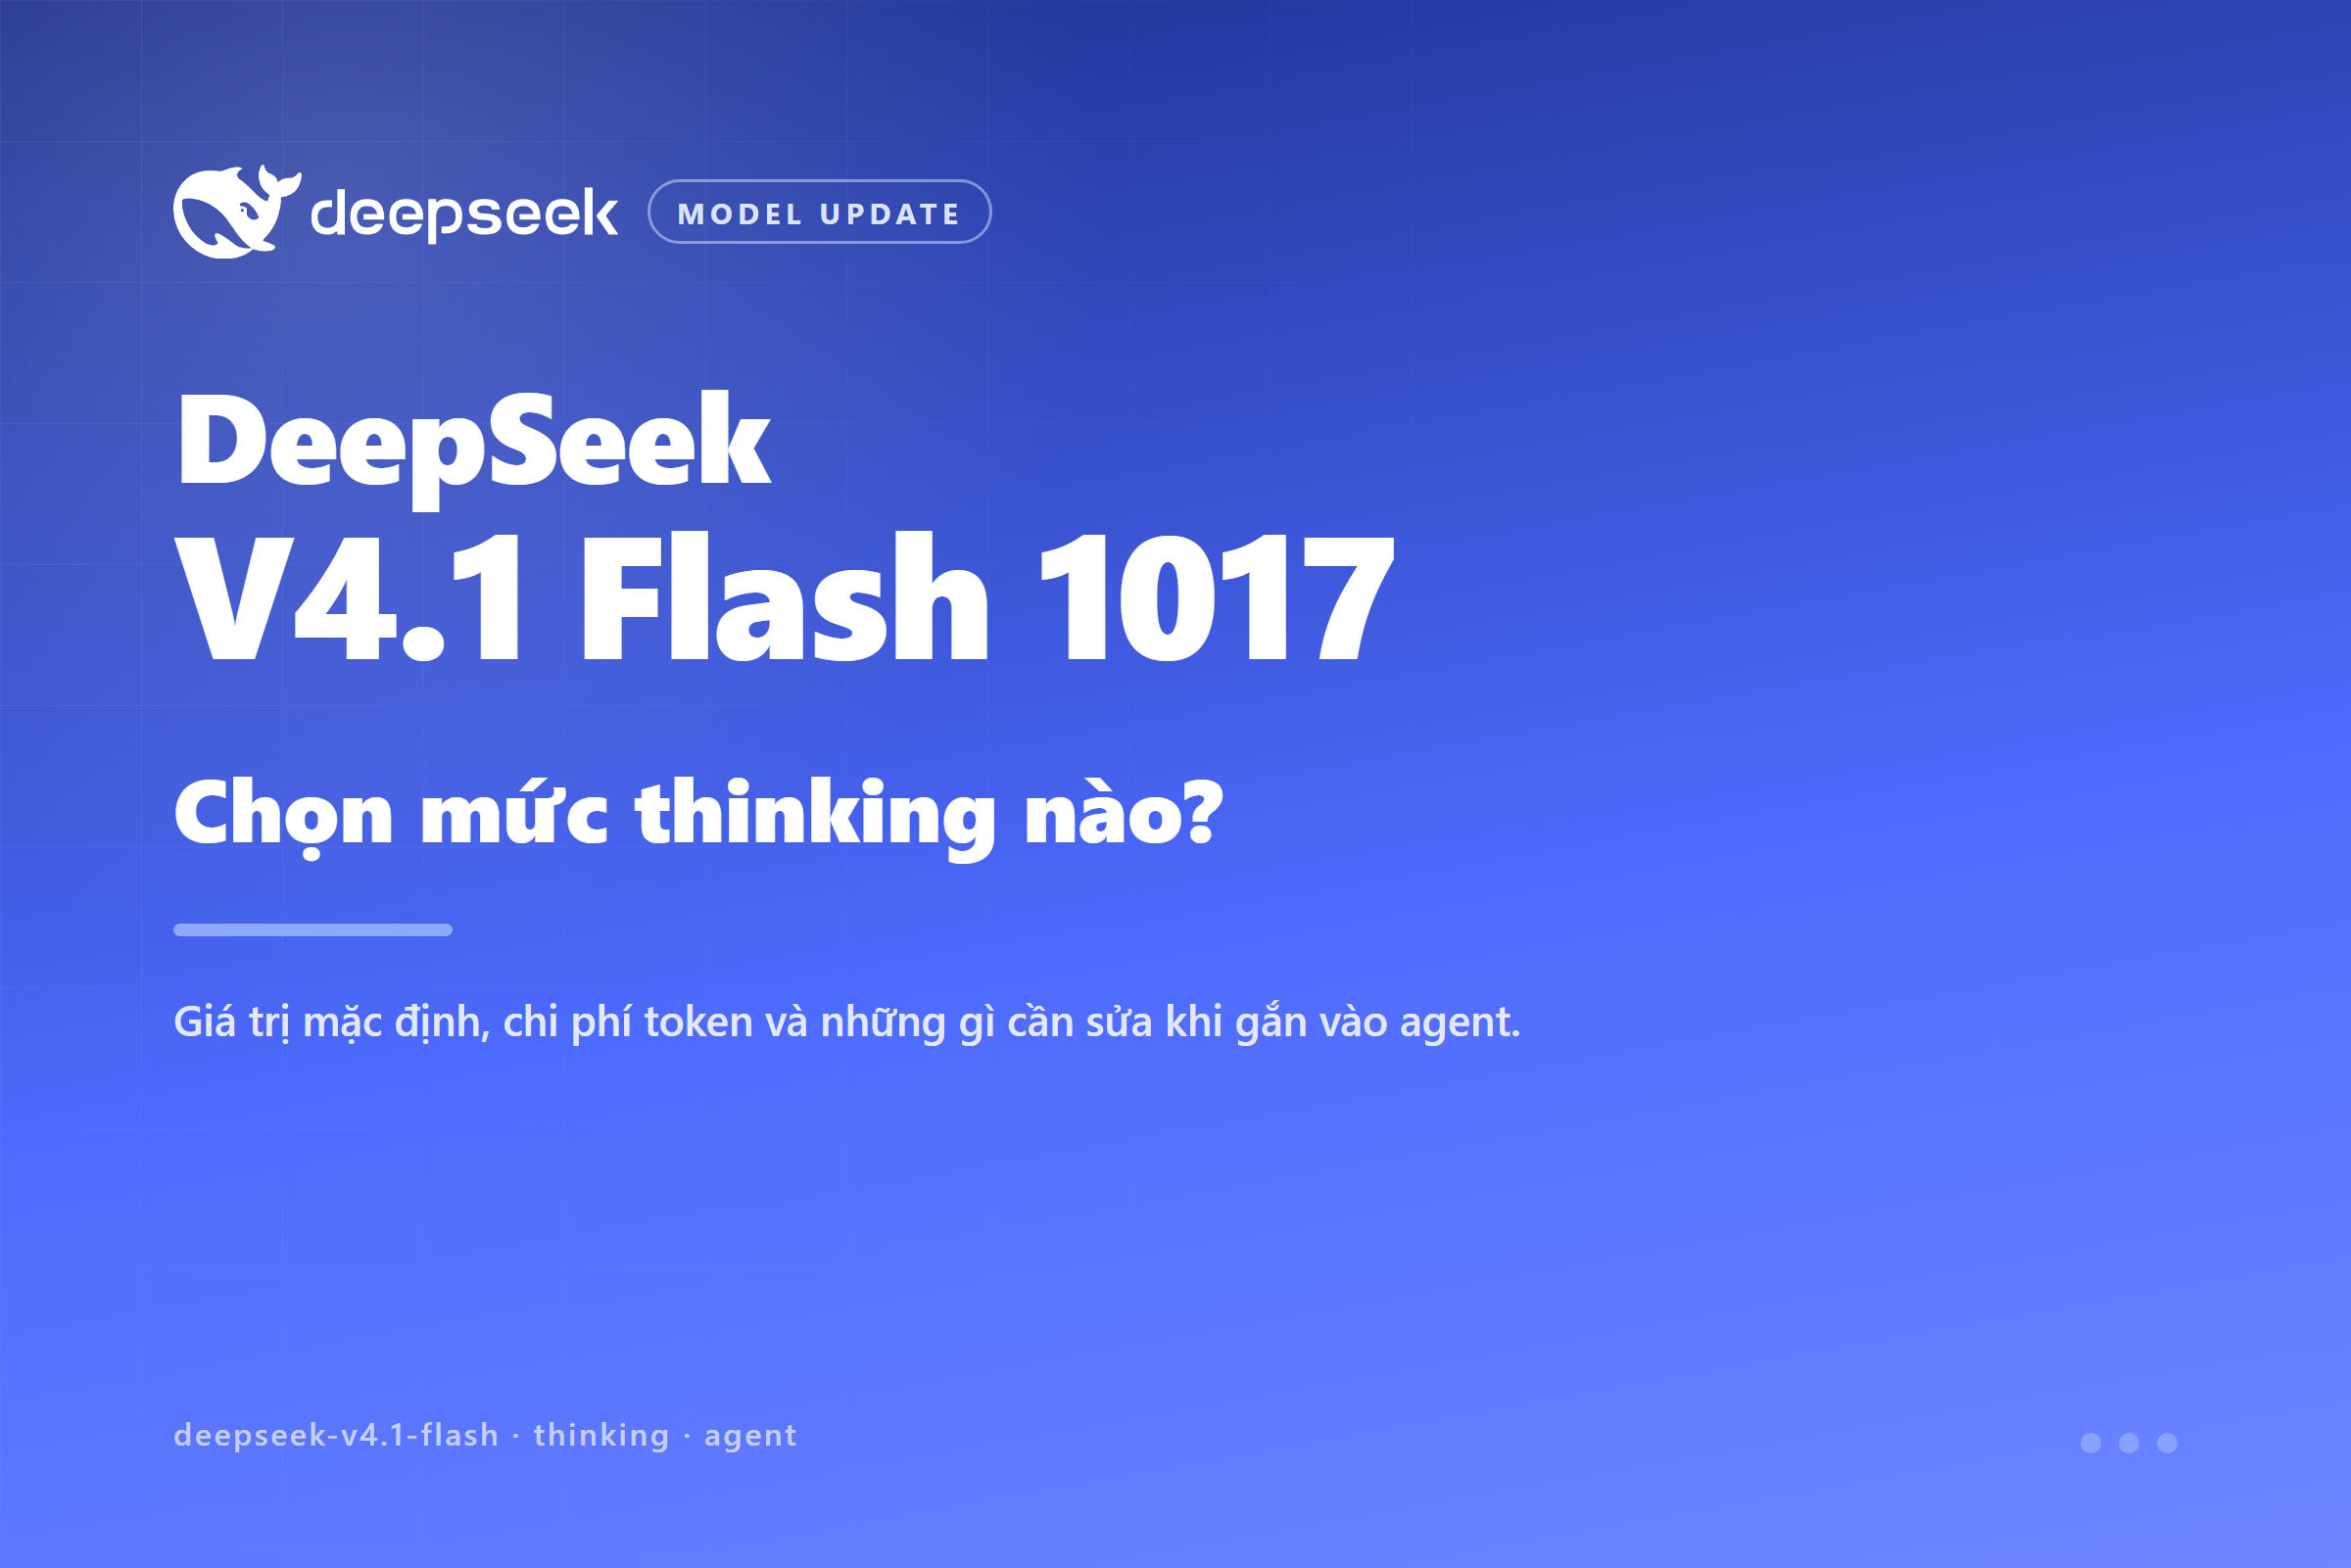 deepseek
MODEL UPDATE
DeepSeek
V4.1 Flash 1017
Chọn mức thinking nào?
Giá trị mặc định, chi phí token và những gì cần sửa khi gắn vào agent.
deepseek-v4.1-flash · thinking · agent